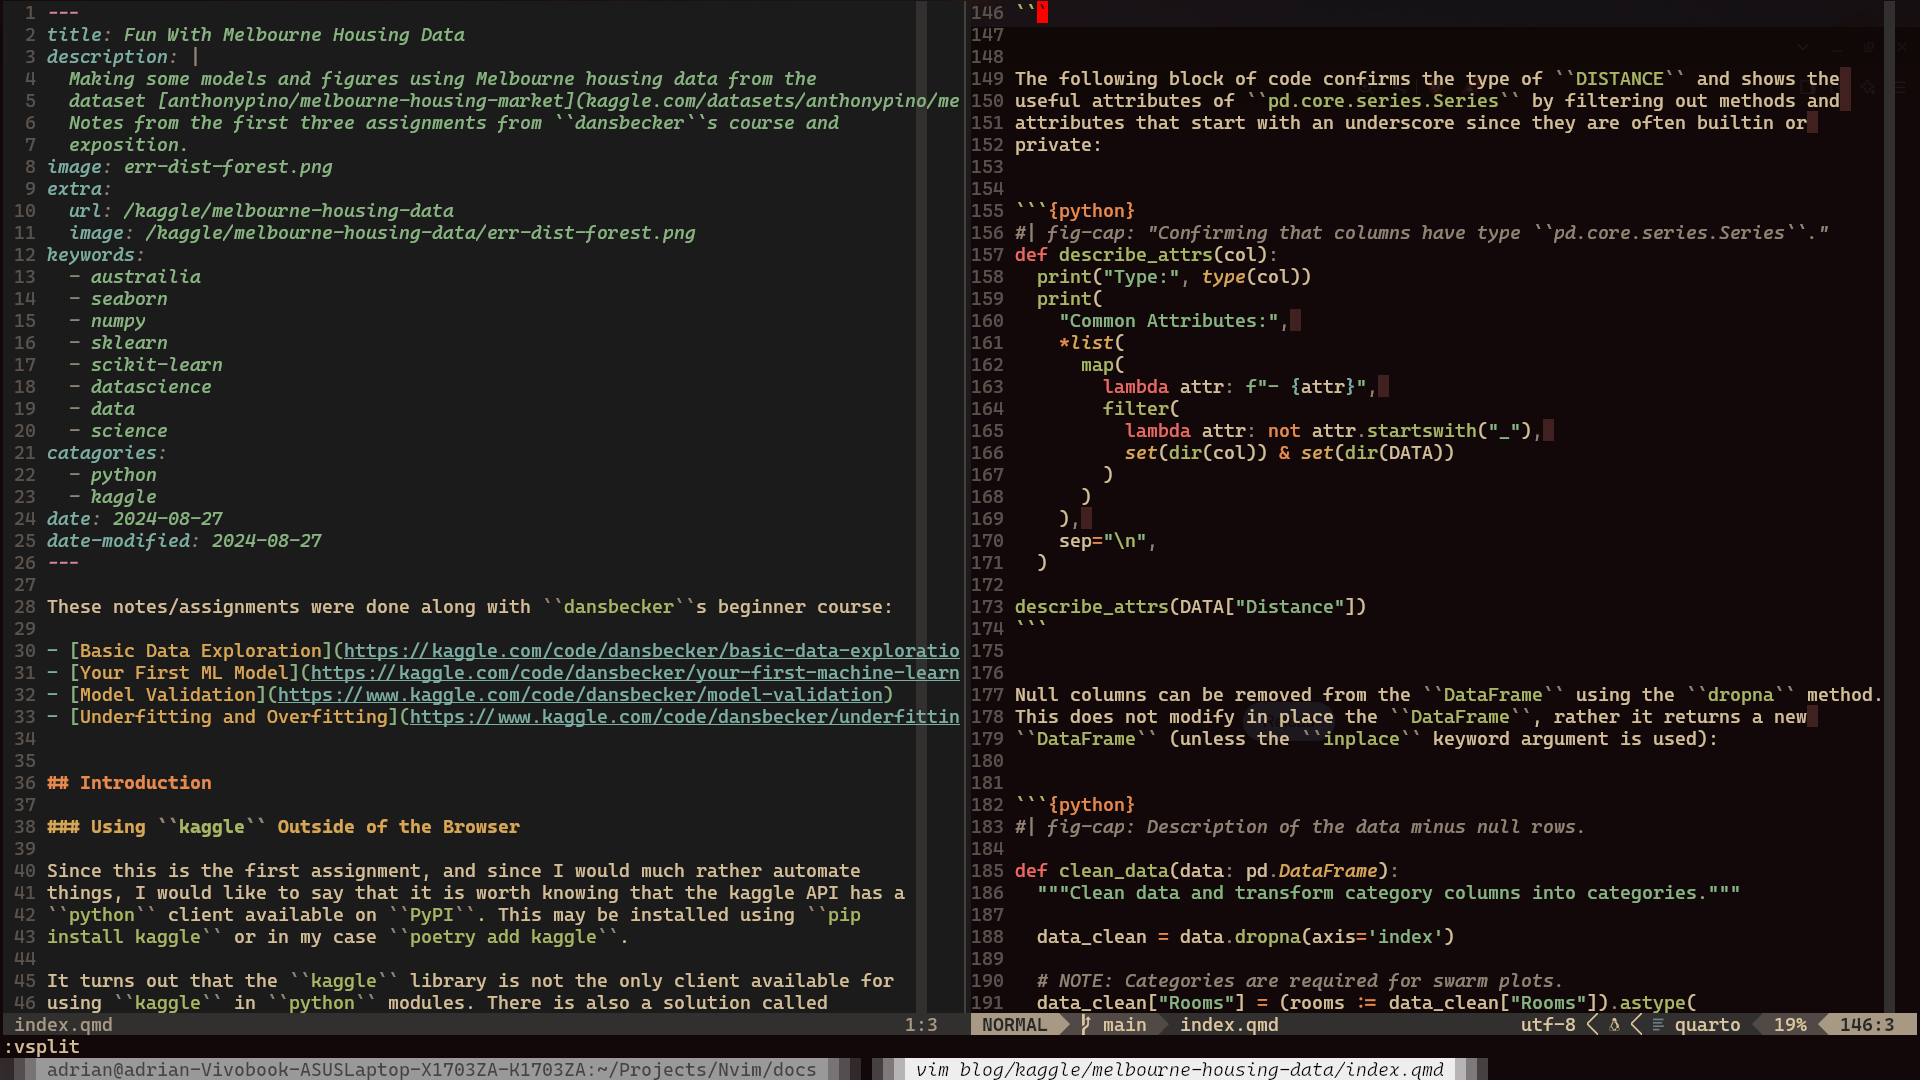 1 ---
2 title: Fun With Melbourne Housing Data
3 description: |
4   Making some models and figures using Melbourne housing data from the
5   dataset [anthonypino/melbourne-housing-market](kaggle.com/datasets/anthonypino/me
6   Notes from the first three assignments from ``dansbecker``s course and
7   exposition.
8 image: err-dist-forest.png
9 extra:
10   url: /kaggle/melbourne-housing-data
11   image: /kaggle/melbourne-housing-data/err-dist-forest.png
12 keywords:
13   - austrailia
14   - seaborn
15   - numpy
16   - sklearn
17   - scikit-learn
18   - datascience
19   - data
20   - science
21 catagories:
22   - python
23   - kaggle
24 date: 2024-08-27
25 date-modified: 2024-08-27
26 ---
27
28 These notes/assignments were done along with ``dansbecker``s beginner course:
29
30 - [Basic Data Exploration](https://kaggle.com/code/dansbecker/basic-data-exploratio
31 - [Your First ML Model](https://kaggle.com/code/dansbecker/your-first-machine-learn
32 - [Model Validation](https://www.kaggle.com/code/dansbecker/model-validation)
33 - [Underfitting and Overfitting](https://www.kaggle.com/code/dansbecker/underfittin
34
35
36 ## Introduction
37
38 ### Using ``kaggle`` Outside of the Browser
39
40 Since this is the first assignment, and since I would much rather automate
41 things, I would like to say that it is worth knowing that the kaggle API has a
42 ``python`` client available on ``PyPI``. This may be installed using ``pip
43 install kaggle`` or in my case ``poetry add kaggle``.
44
45 It turns out that the ``kaggle`` library is not the only client available for
46 using ``kaggle`` in ``python`` modules. There is also a solution called
index.qmd 1:3
146 ```
147
148
149 The following block of code confirms the type of ``DISTANCE`` and shows the
150 useful attributes of ``pd.core.series.Series`` by filtering out methods and
151 attributes that start with an underscore since they are often builtin or
152 private:
153
154
155 ```{python}
156 #| fig-cap: "Confirming that columns have type ``pd.core.series.Series``."
157 def describe_attrs(col):
158   print("Type:", type(col))
159   print(
160     "Common Attributes:",
161     *list(
162       map(
163         lambda attr: f"- {attr}",
164         filter(
165           lambda attr: not attr.startswith("_"),
166           set(dir(col)) & set(dir(DATA))
167         )
168       )
169     ),
170     sep="\n",
171   )
172
173 describe_attrs(DATA["Distance"])
174 ```
175
176
177 Null columns can be removed from the ``DataFrame`` using the ``dropna`` method.
178 This does not modify in place the ``DataFrame``, rather it returns a new
179 ``DataFrame`` (unless the ``inplace`` keyword argument is used):
180
181
182 ```{python}
183 #| fig-cap: Description of the data minus null rows.
184
185 def clean_data(data: pd.DataFrame):
186   """Clean data and transform category columns into categories."""
187
188   data_clean = data.dropna(axis='index')
189
190   # NOTE: Categories are required for swarm plots.
191   data_clean["Rooms"] = (rooms := data_clean["Rooms"]).astype(
NORMAL main index.qmd utf-8 quarto 19% 146:3
:vsplit
adrian@adrian-Vivobook-ASUSLaptop-X1703ZA-K1703ZA:~/Projects/Nvim/docs vim blog/kaggle/melbourne-housing-data/index.qmd